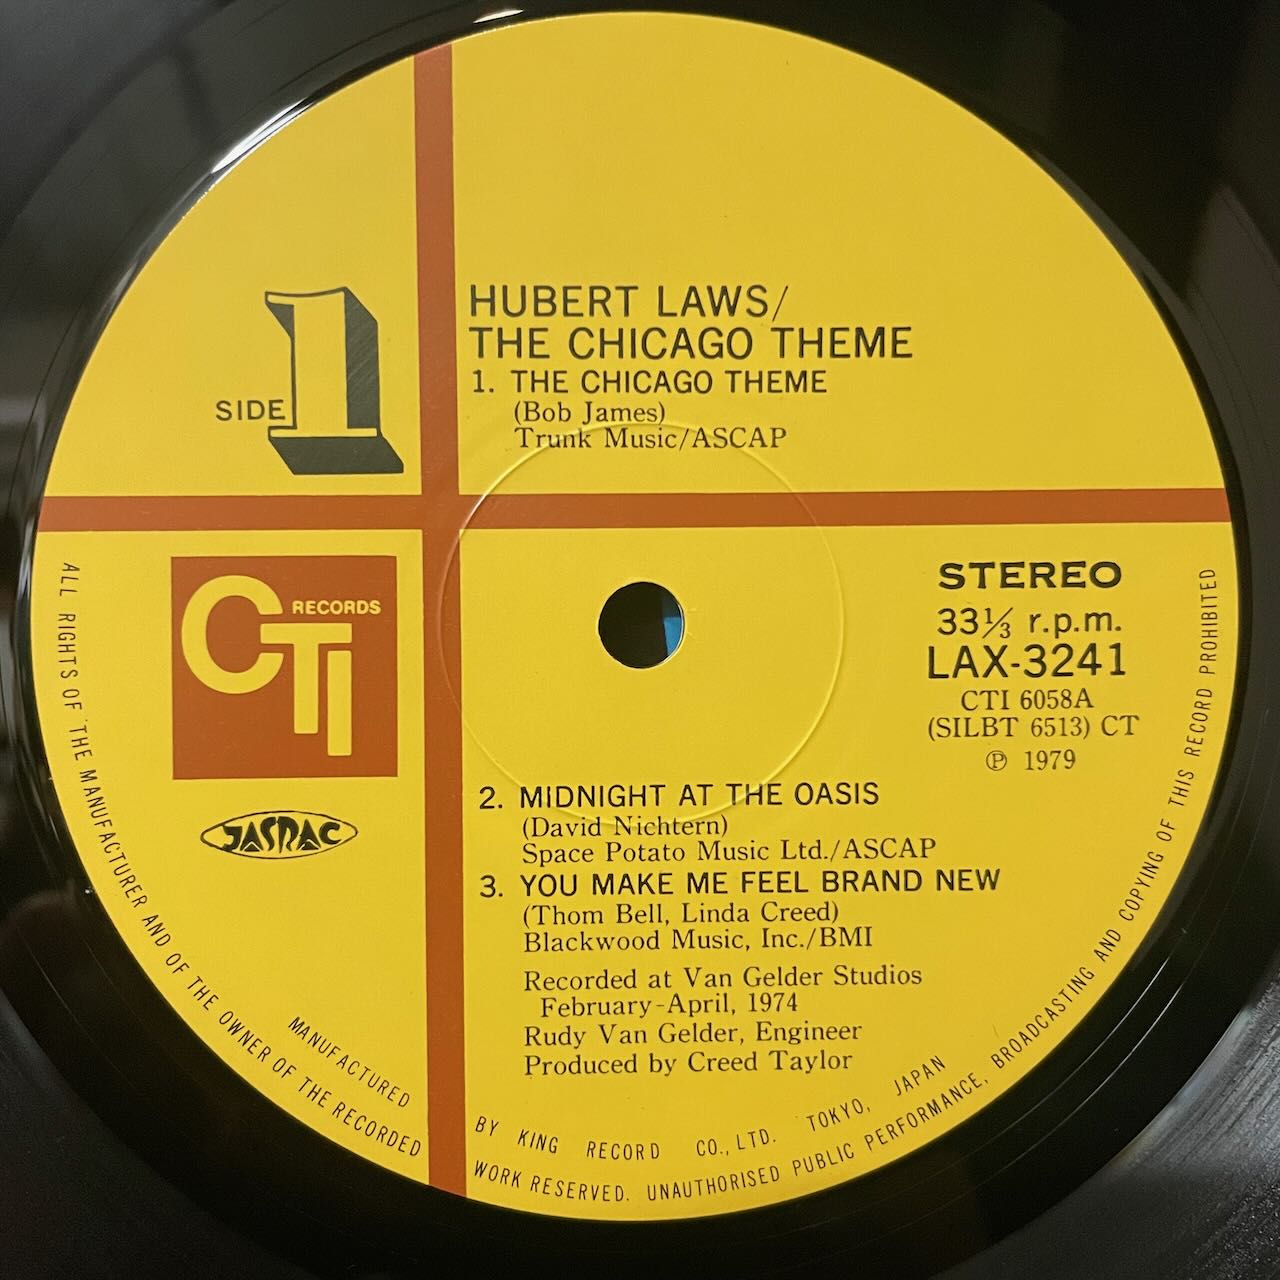 HUBERT LAWS/
THE CHICAGO THEME
1. THE CHICAGO THEME
(Bob James)
Trunk Music/ASCAP
SIDE 1
CTI RECORDS
JASRAC
STEREO
33⅓ r.p.m.
LAX-3241
CTI 6058A
(SILBT 6513) CT
℗ 1979
2. MIDNIGHT AT THE OASIS
(David Nichtern)
Space Potato Music Ltd./ASCAP
3. YOU MAKE ME FEEL BRAND NEW
(Thom Bell, Linda Creed)
Blackwood Music, Inc./BMI
Recorded at Van Gelder Studios
February-April, 1974
Rudy Van Gelder, Engineer
Produced by Creed Taylor
MANUFACTURED BY KING RECORD CO., LTD. TOKYO, JAPAN
ALL RIGHTS OF THE MANUFACTURER AND OF THE OWNER OF THE RECORDED WORK RESERVED. UNAUTHORISED PUBLIC PERFORMANCE, BROADCASTING AND COPYING OF THIS RECORD PROHIBITED